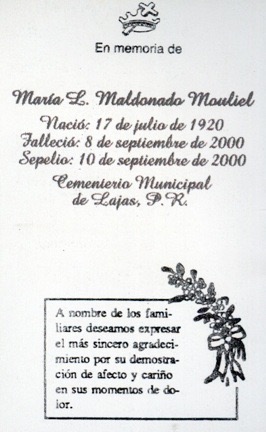 En memoria de
María L. Maldonado Mouliel
Nació: 17 de julio de 1920
Falleció: 8 de septiembre de 2000
Sepelio: 10 de septiembre de 2000
Cementerio Municipal
de Lajas, P.R.
A nombre de los fami-
liares deseamos expresar
el más sincero agradeci-
miento por su demostra-
ción de afecto y cariño
en sus momentos de do-
lor.